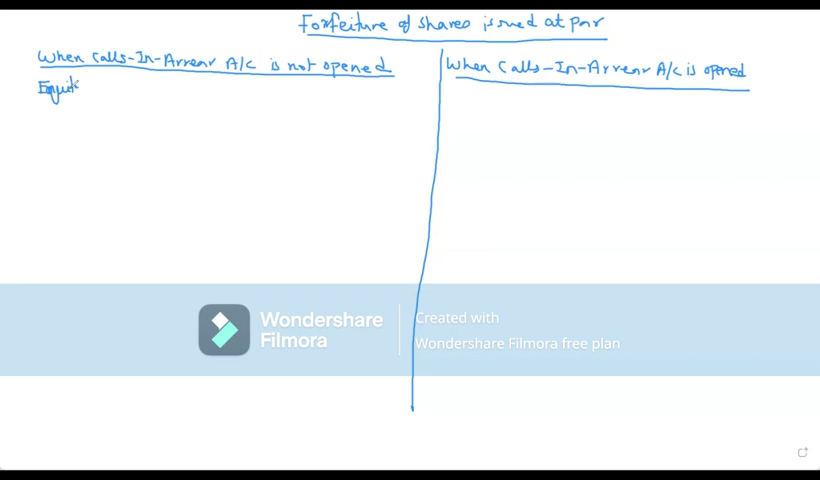 Forfeiture of shares issued at par
When Calls-In-Arrear A/c is not opened
Equit
When Calls-In-Arrear A/c is opened
Wondershare
Filmora
Created with
Wondershare Filmora free plan